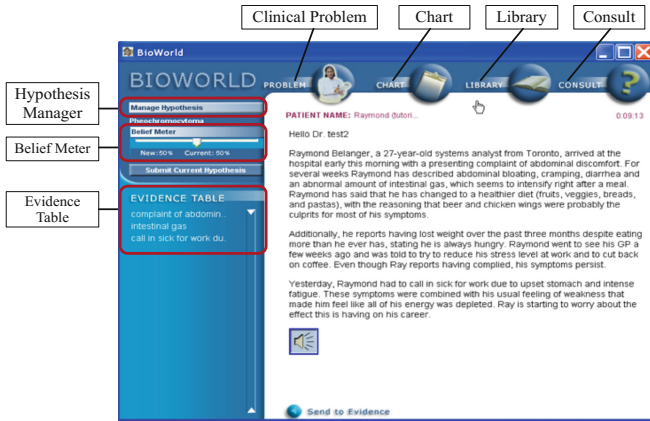 Clinical Problem
Chart
Library
Consult
BioWorld
BIOWORLD
PROBLEM
CHART
LIBRARY
CONSULT
Hypothesis
Manager
Belief Meter
Evidence
Table
Manage Hypothesis
Pheochromocytoma
Belief Meter
New:50% Current: 50%
Submit Current Hypothesis
EVIDENCE TABLE
complaint of abdomin..
intestinal gas
call in sick for work du.
PATIENT NAME: Raymond (tutori...
0:09:13
Hello Dr. test2
Raymond Belanger, a 27-year-old systems analyst from Toronto, arrived at the
hospital early this morning with a presenting complaint of abdominal discomfort. For
several weeks Raymond has described abdominal bloating, cramping, diarrhea and
an abnormal amount of intestinal gas, which seems to intensify right after a meal.
Raymond has said that he has changed to a healthier diet (fruits, veggies, breads,
and pastas), with the reasoning that beer and chicken wings were probably the
culprits for most of his symptoms.
Additionally, he reports having lost weight over the past three months despite eating
more than he ever has, stating he is always hungry. Raymond went to see his GP a
few weeks ago and was told to try to reduce his stress level at work and to cut back
on coffee. Even though Ray reports having complied, his symptoms persist.
Yesterday, Raymond had to call in sick for work due to upset stomach and intense
fatigue. These symptoms were combined with his usual feeling of weakness that
made him feel like all of his energy was depleted. Ray is starting to worry about the
effect this is having on his career.
Send to Evidence